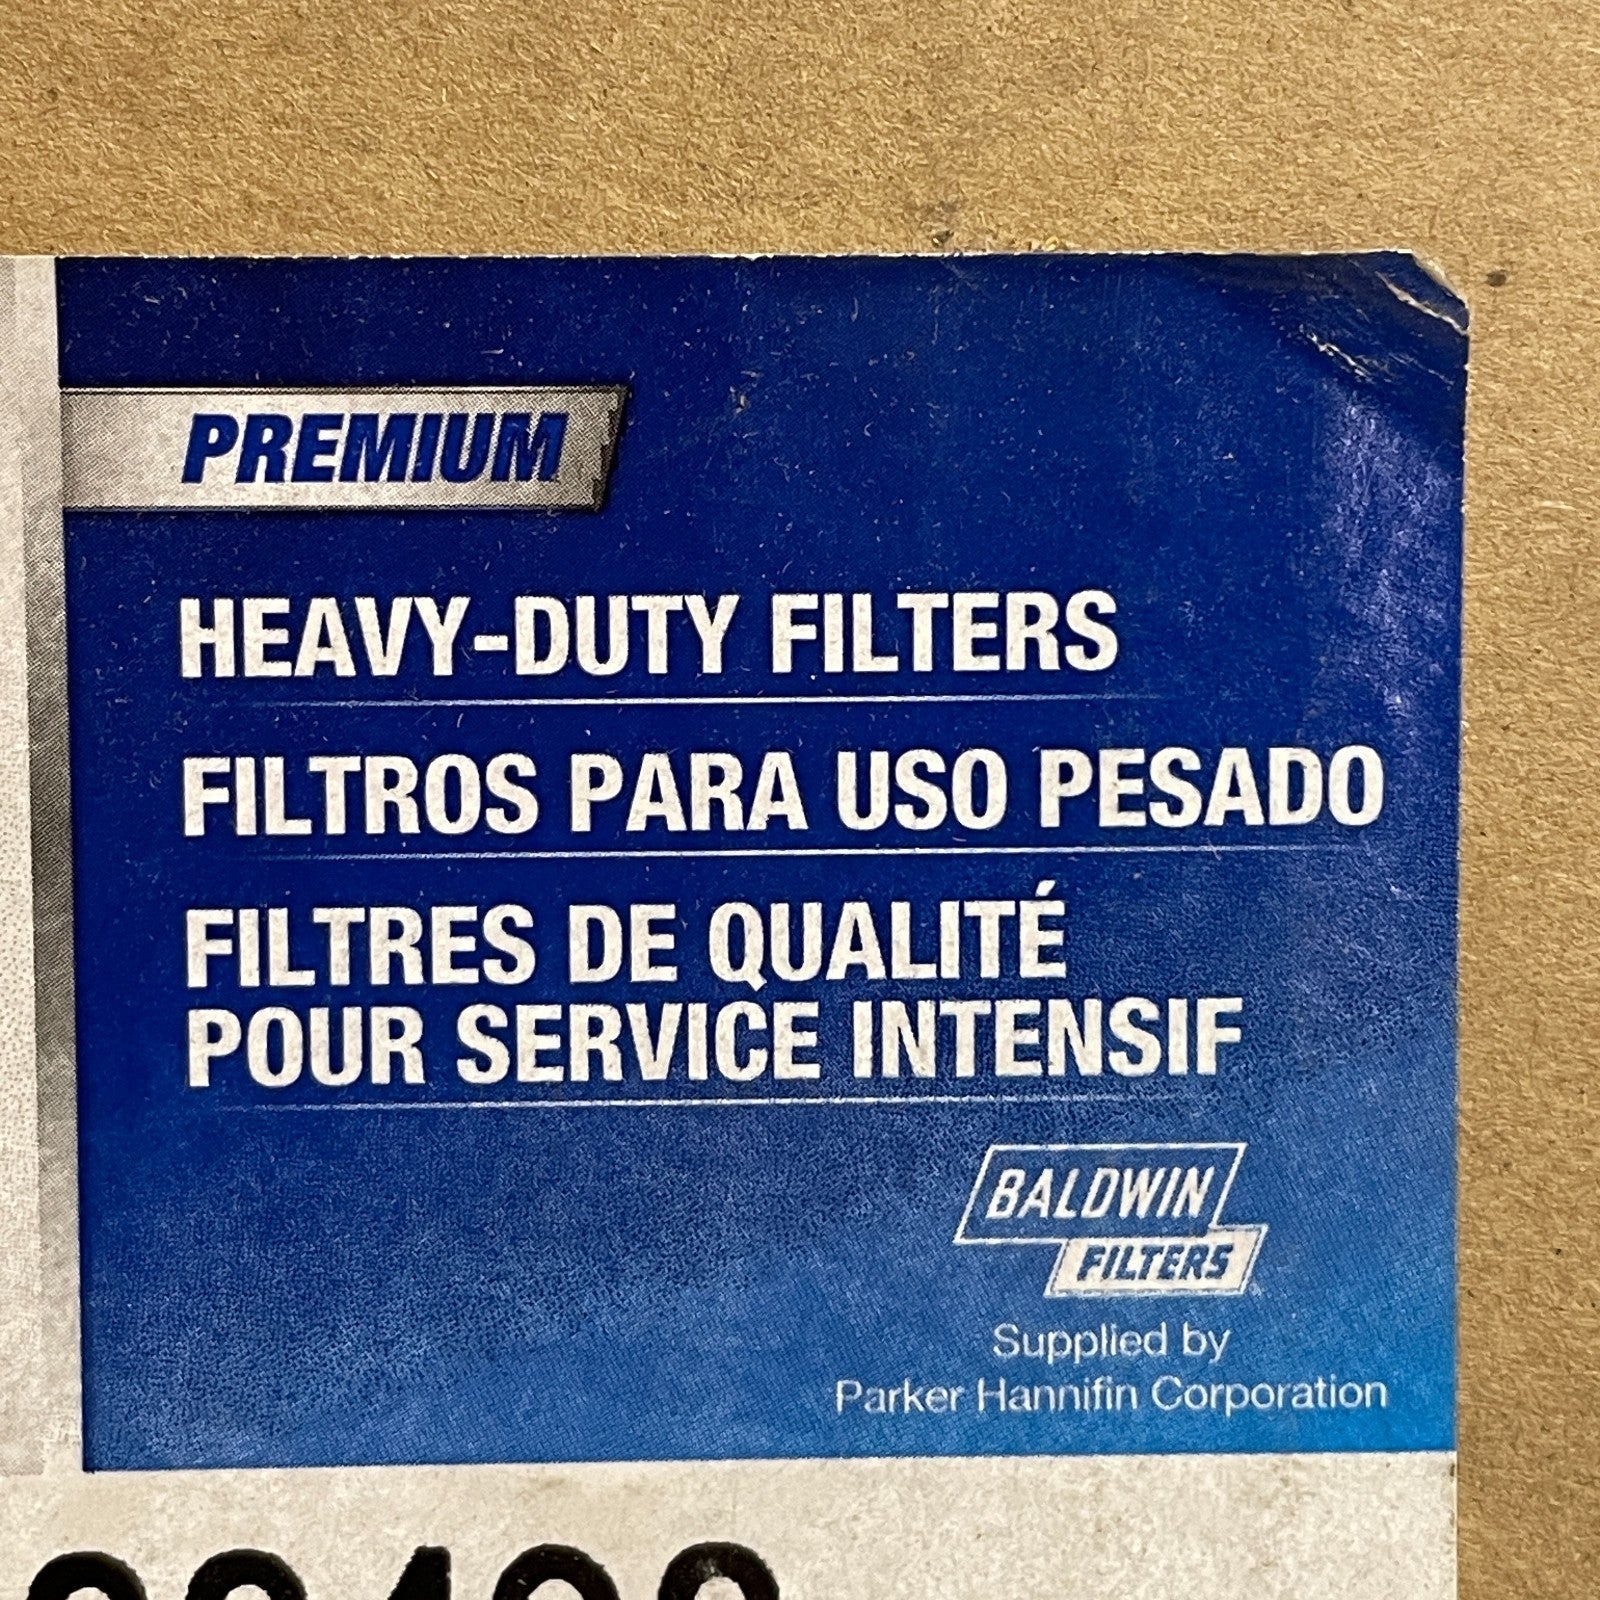 PREMIUM
HEAVY-DUTY FILTERS
FILTROS PARA USO PESADO
FILTRES DE QUALITÉ
POUR SERVICE INTENSIF
BALDWIN
FILTERS
Supplied by
Parker Hannifin Corporation